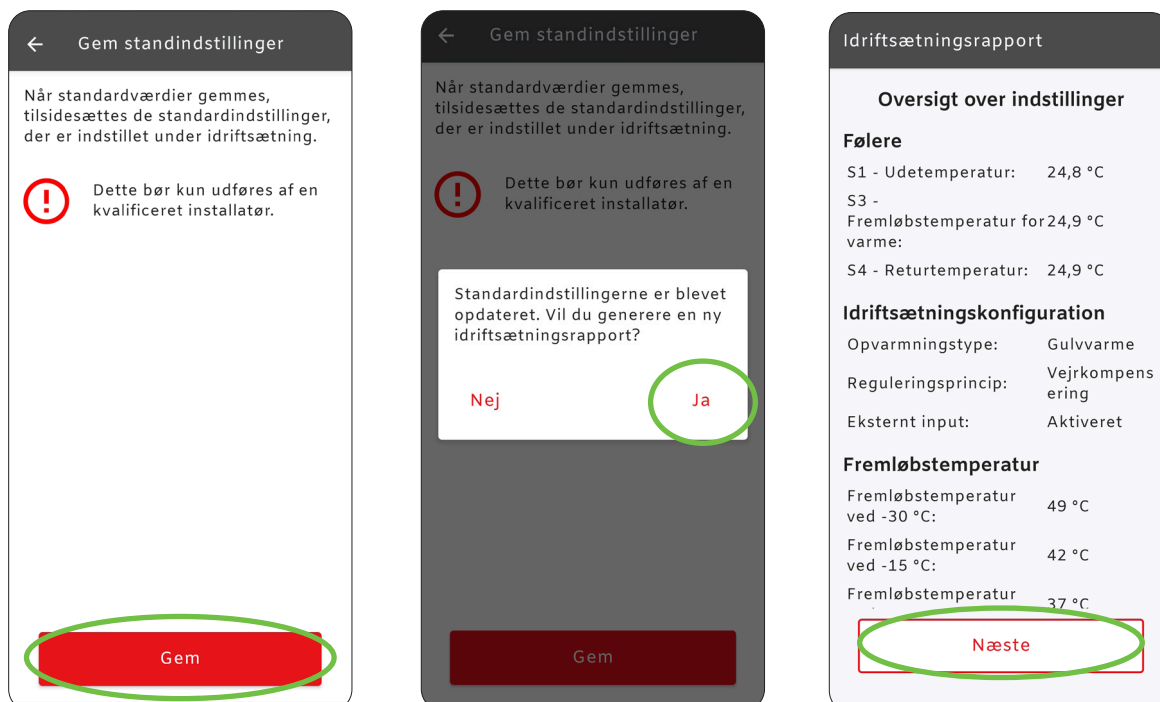 Gem standindstillinger
Når standardværdier gemmes,
tilsidesættes de standardindstillinger,
der er indstillet under idriftsætning.
Dette bør kun udføres af en
kvalificeret installatør.
Gem
Gem standindstillinger
Når standardværdier gemmes,
tilsidesættes de standardindstillinger,
der er indstillet under idriftsætning.
Dette bør kun udføres af en
kvalificeret installatør.
Standardindstillingerne er blevet
opdateret. Vil du generere en ny
idriftsætningsrapport?
Nej Ja
Gem
Idriftsætningsrapport
Oversigt over indstillinger
Følere
S1 - Udetemperatur: 24,8 °C
S3 -
Fremløbstemperatur for 24,9 °C
varme:
S4 - Returtemperatur: 24,9 °C
Idriftsætningskonfiguration
Opvarmningstype: Gulvvarme
Reguleringsprincip: Vejrkompens
ering
Eksternt input: Aktiveret
Fremløbstemperatur
Fremløbstemperatur
ved -30 °C: 49 °C
Fremløbstemperatur
ved -15 °C: 42 °C
Fremløbstemperatur
37 °C
Næste